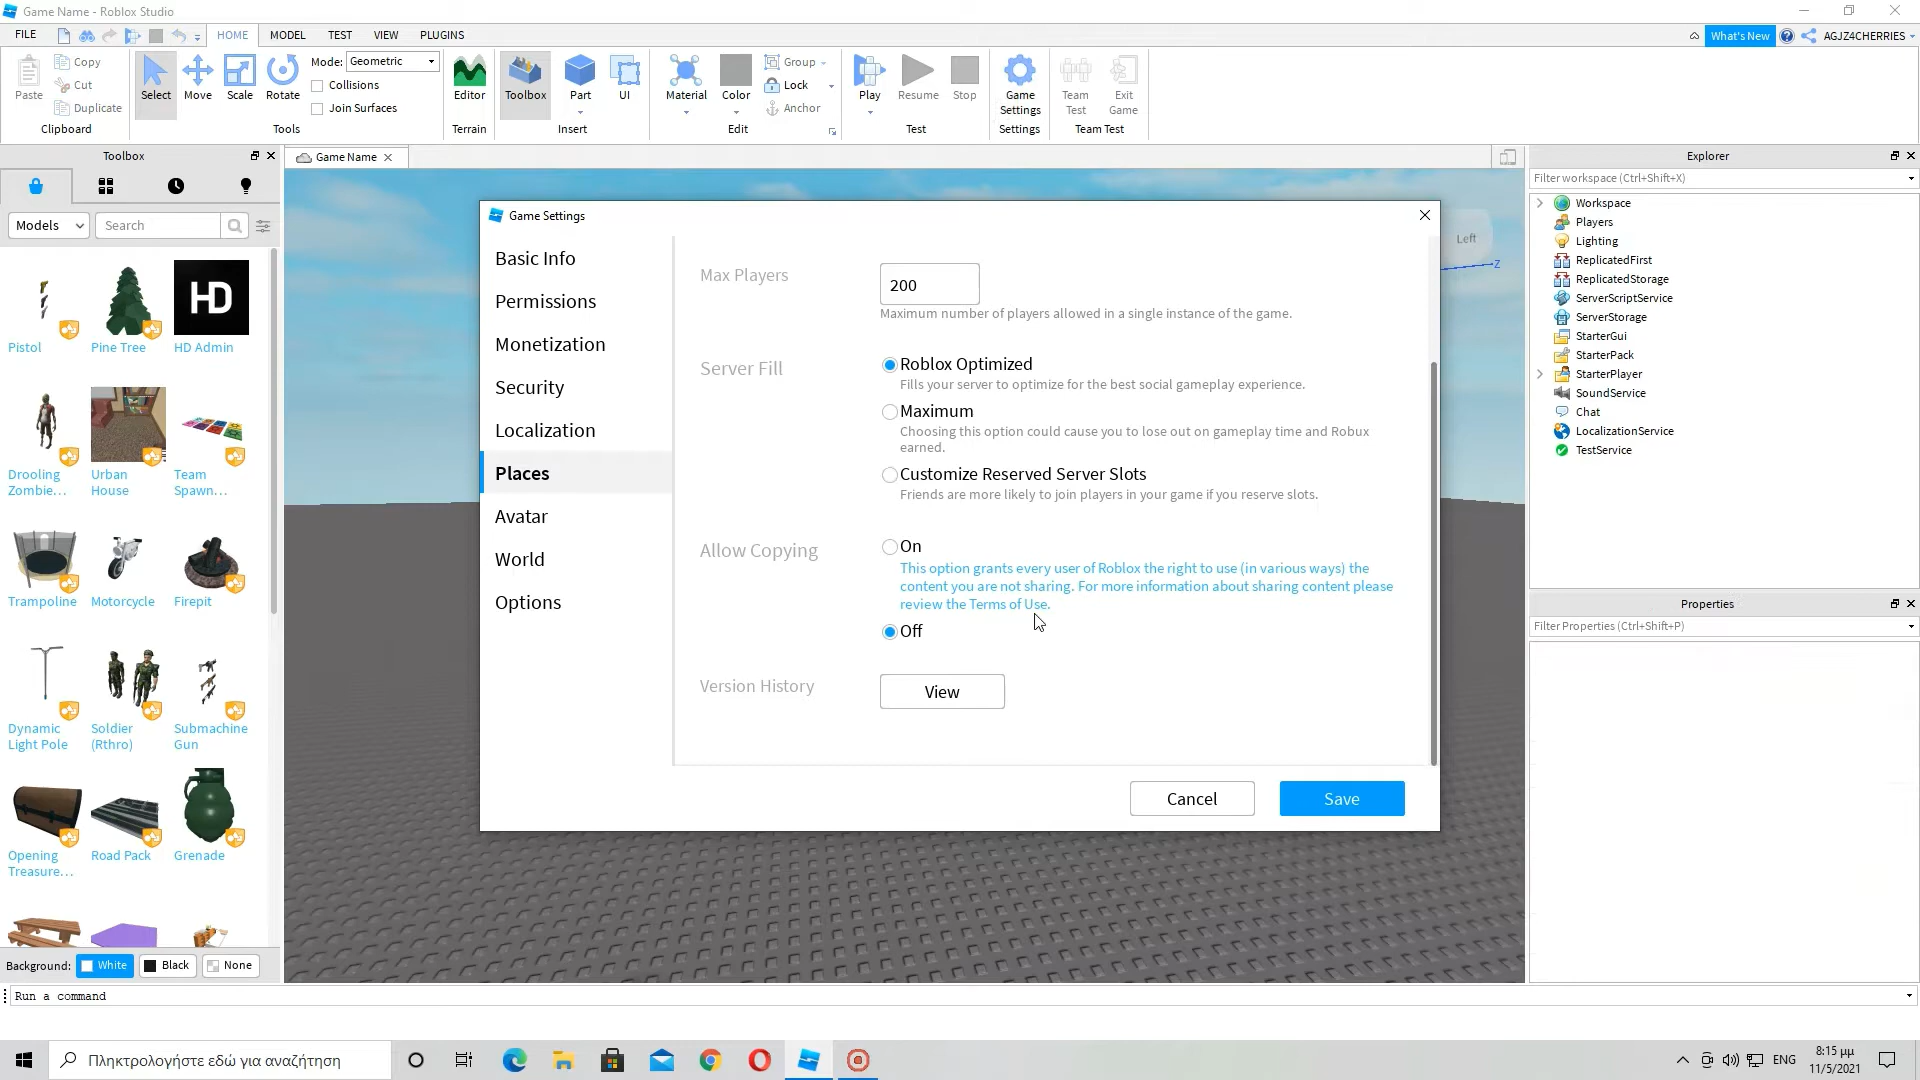 Game Name - Roblox Studio
FILE
HOME
MODEL
TEST
VIEW
PLUGINS
What's New
AGJZ4CHERRIES
Paste
Copy
Cut
Duplicate
Clipboard
Select
Move
Scale
Rotate
Mode:
Geometric
Collisions
Join Surfaces
Tools
Editor
Terrain
Toolbox
Part
UI
Insert
Material
Color
Group
Lock
Anchor
Edit
Play
Resume
Stop
Test
Game
Settings
Settings
Team
Test
Exit
Game
Team Test
Toolbox
Models
Search
Pistol
Pine Tree
HD
HD Admin
Drooling
Zombie...
Urban
House
Team
Spawn...
Trampoline
Motorcycle
Firepit
Dynamic
Light Pole
Soldier
(Rthro)
Submachine
Gun
Opening
Treasure...
Road Pack
Grenade
Background:
White
Black
None
Game Name
Left
Z
Game Settings
Basic Info
Permissions
Monetization
Security
Localization
Places
Avatar
World
Options
Max Players
200
Maximum number of players allowed in a single instance of the game.
Server Fill
Roblox Optimized
Fills your server to optimize for the best social gameplay experience.
Maximum
Choosing this option could cause you to lose out on gameplay time and Robux
earned.
Customize Reserved Server Slots
Friends are more likely to join players in your game if you reserve slots.
Allow Copying
On
This option grants every user of Roblox the right to use (in various ways) the
content you are not sharing. For more information about sharing content please
review the Terms of Use.
Off
Version History
View
Cancel
Save
Explorer
Filter workspace (Ctrl+Shift+X)
Workspace
Players
Lighting
ReplicatedFirst
ReplicatedStorage
ServerScriptService
ServerStorage
StarterGui
StarterPack
StarterPlayer
SoundService
Chat
LocalizationService
TestService
Properties
Filter Properties (Ctrl+Shift+P)
Run a command
Πληκτρολογήστε εδώ για αναζήτηση
ENG
8:15 μμ
11/5/2021